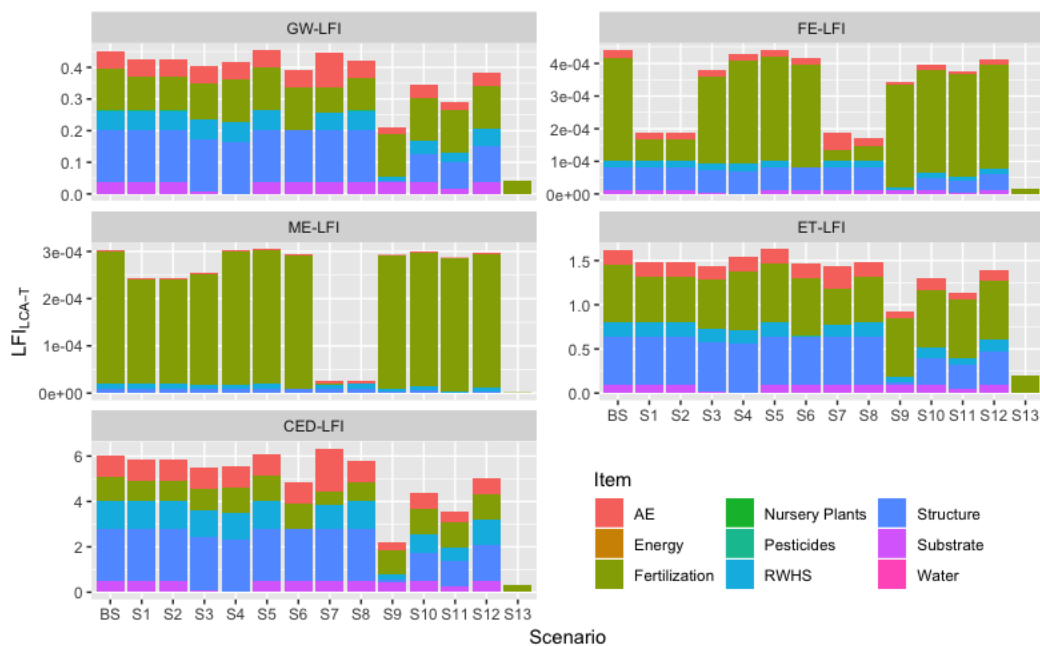 GW-LFI
FE-LFI
0.4
0.3
0.2
0.1
0.0
4e-04
3e-04
2e-04
1e-04
0e+00
ME-LFI
ET-LFI
3e-04
2e-04
1e-04
0e+00
1.5
1.0
0.5
0.0
BS S1 S2 S3 S4 S5 S6 S7 S8 S9 S10 S11 S12 S13
LFI LCA-T
CED-LFI
6
4
2
0
BS S1 S2 S3 S4 S5 S6 S7 S8 S9 S10 S11 S12 S13
Scenario
Item
AE
Nursery Plants
Structure
Energy
Pesticides
Substrate
Fertilization
RWHS
Water